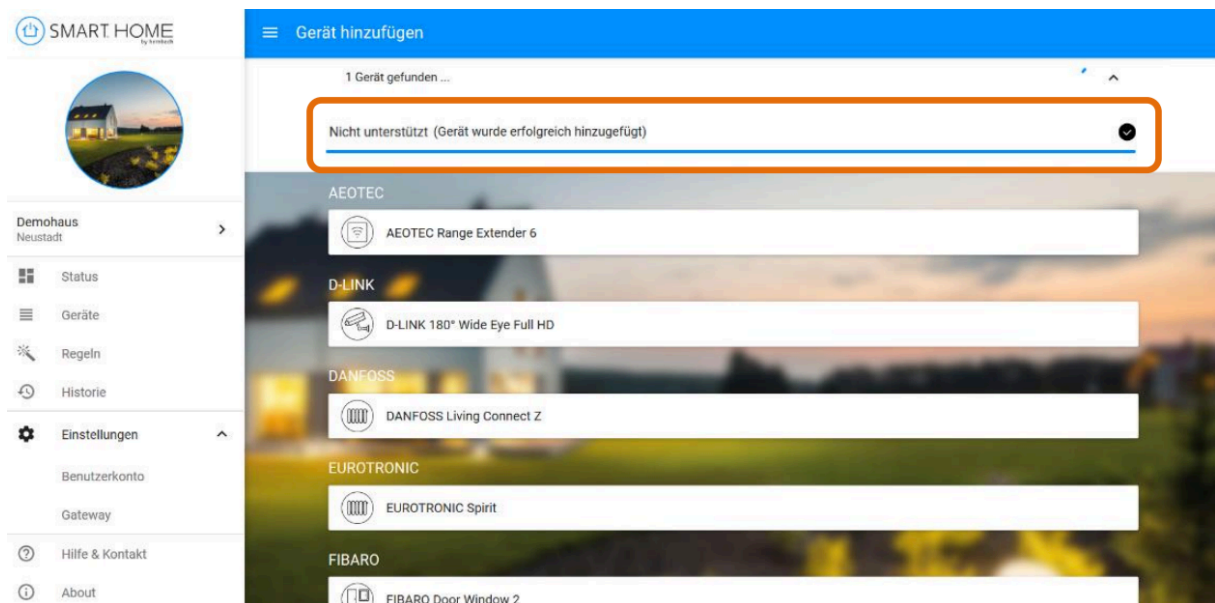 SMART HOME
by hörmann
Gerät hinzufügen
1 Gerät gefunden ...
Nicht unterstützt (Gerät wurde erfolgreich hinzugefügt)
Demohaus
Neustadt
Status
Geräte
Regeln
Historie
Einstellungen
Benutzerkonto
Gateway
Hilfe & Kontakt
About
AEOTEC
AEOTEC Range Extender 6
D-LINK
D-LINK 180° Wide Eye Full HD
DANFOSS
DANFOSS Living Connect Z
EUROTRONIC
EUROTRONIC Spirit
FIBARO
FIBARO Door Window 2